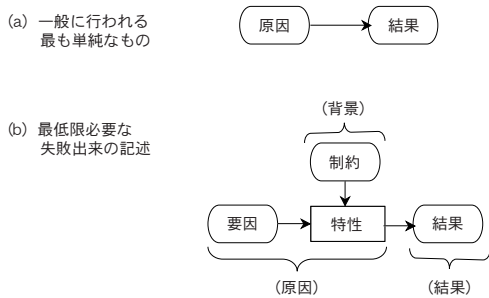 (a) 一般に行われる
最も単純なもの
原因
結果
(b) 最低限必要な
失敗出来の記述
(背景)
制約
要因
特性
結果
(原因)
(結果)